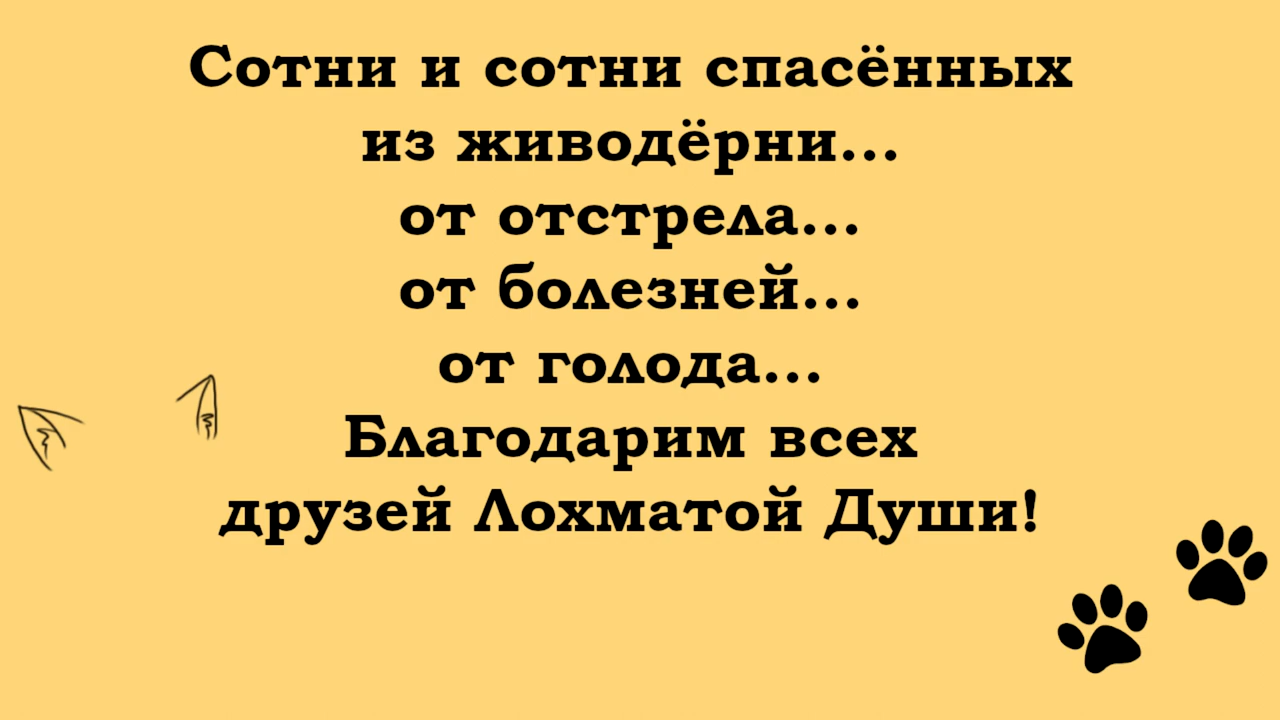 Сотни и сотни спасённых
из живодёрни...
от отстрела...
от болезней...
от голода...
Благодарим всех
друзей Лохматой Души!